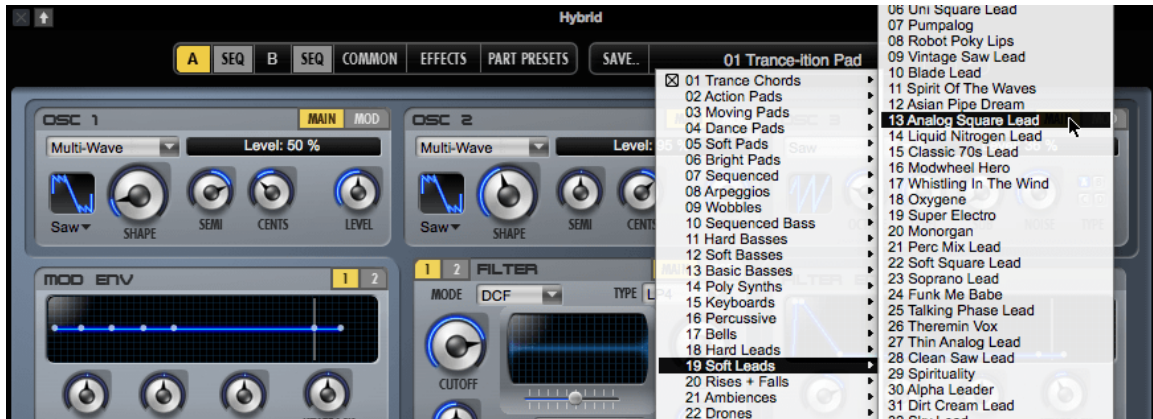 Hybrid
A SEQ B SEQ COMMON EFFECTS PART PRESETS SAVE.. 01 Trance-ition Pad
OSC 1 MAIN MOD
Multi-Wave Level: 50 %
Saw SHAPE SEMI CENTS LEVEL
OSC 2
Multi-Wave Level:
Saw SHAPE SEMI CENTS
MOD ENV 1 2
1 2 FILTER
MODE DCF TYPE LP4
CUTOFF
01 Trance Chords
02 Action Pads
03 Moving Pads
04 Dance Pads
05 Soft Pads
06 Bright Pads
07 Sequenced
08 Arpeggios
09 Wobbles
10 Sequenced Bass
11 Hard Basses
12 Soft Basses
13 Basic Basses
14 Poly Synths
15 Keyboards
16 Percussive
17 Bells
18 Hard Leads
19 Soft Leads
20 Rises + Falls
21 Ambiences
22 Drones
06 Uni Square Lead
07 Pumpalog
08 Robot Poky Lips
09 Vintage Saw Lead
10 Blade Lead
11 Spirit Of The Waves
12 Asian Pipe Dream
13 Analog Square Lead
14 Liquid Nitrogen Lead
15 Classic 70s Lead
16 Modwheel Hero
17 Whistling In The Wind
18 Oxygene
19 Super Electro
20 Monorgan
21 Perc Mix Lead
22 Soft Square Lead
23 Soprano Lead
24 Funk Me Babe
25 Talking Phase Lead
26 Theremin Vox
27 Thin Analog Lead
28 Clean Saw Lead
29 Spirituality
30 Alpha Leader
31 Dirt Cream Lead